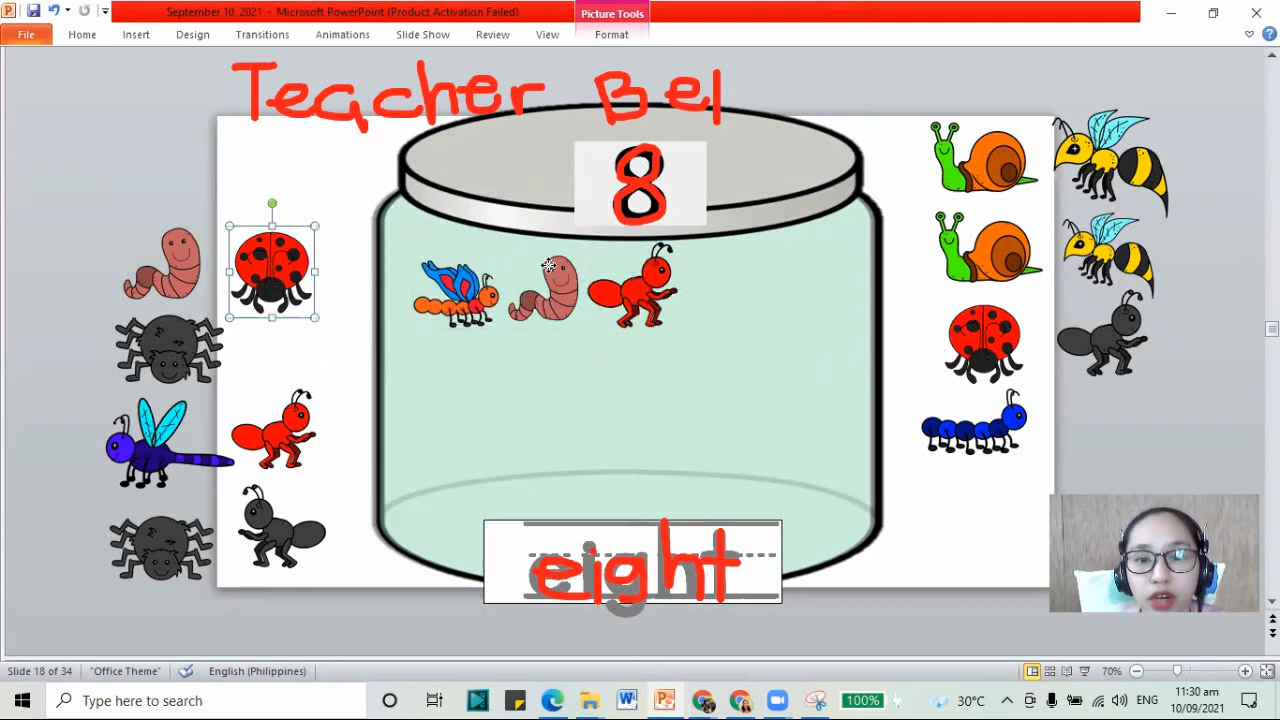 September 10, 2021 - Microsoft PowerPoint (Product Activation Failed)
Picture Tools
File Home Insert Design Transitions Animations Slide Show Review View Format
Teacher Bel
8
eight
Slide 18 of 34 "Office Theme" English (Philippines) 70%
Type here to search
100% 30°C ENG 11:30 am
10/09/2021